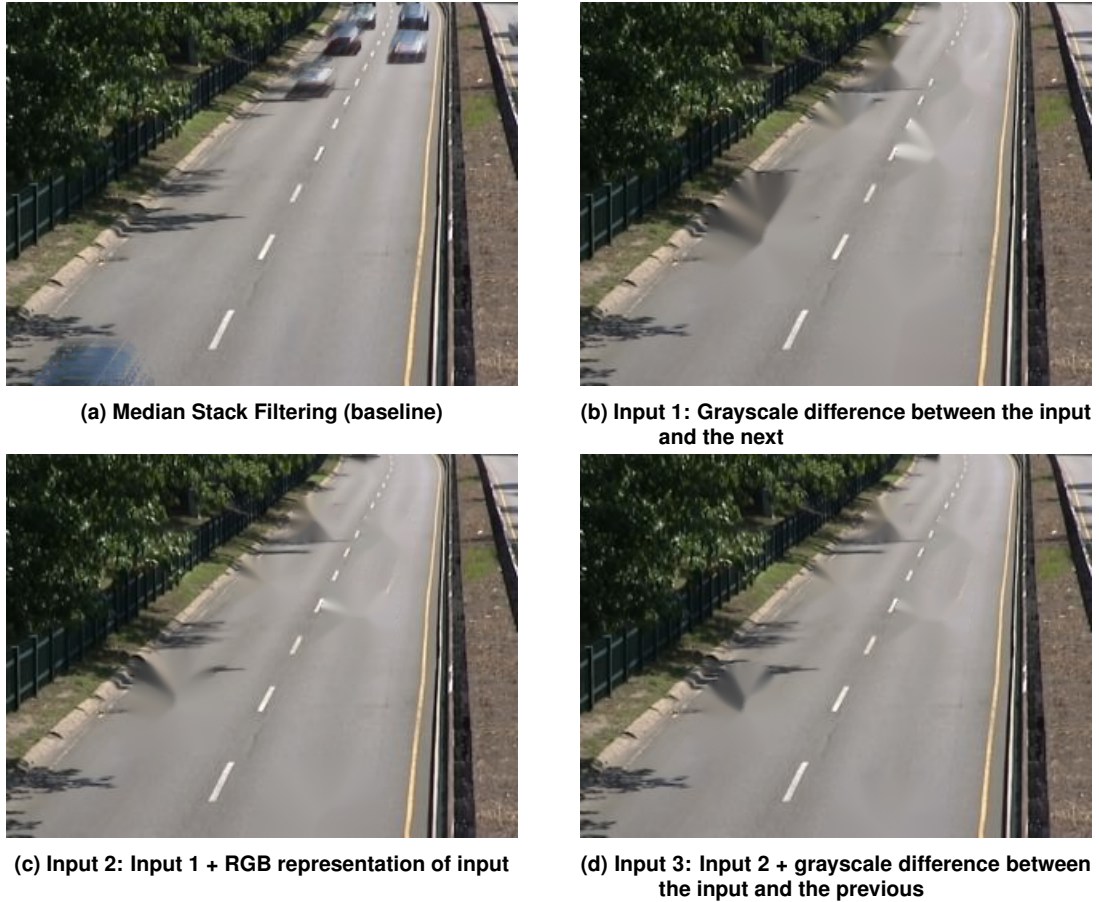 (a) Median Stack Filtering (baseline)
(b) Input 1: Grayscale difference between the input
and the next
(c) Input 2: Input 1 + RGB representation of input
(d) Input 3: Input 2 + grayscale difference between
the input and the previous